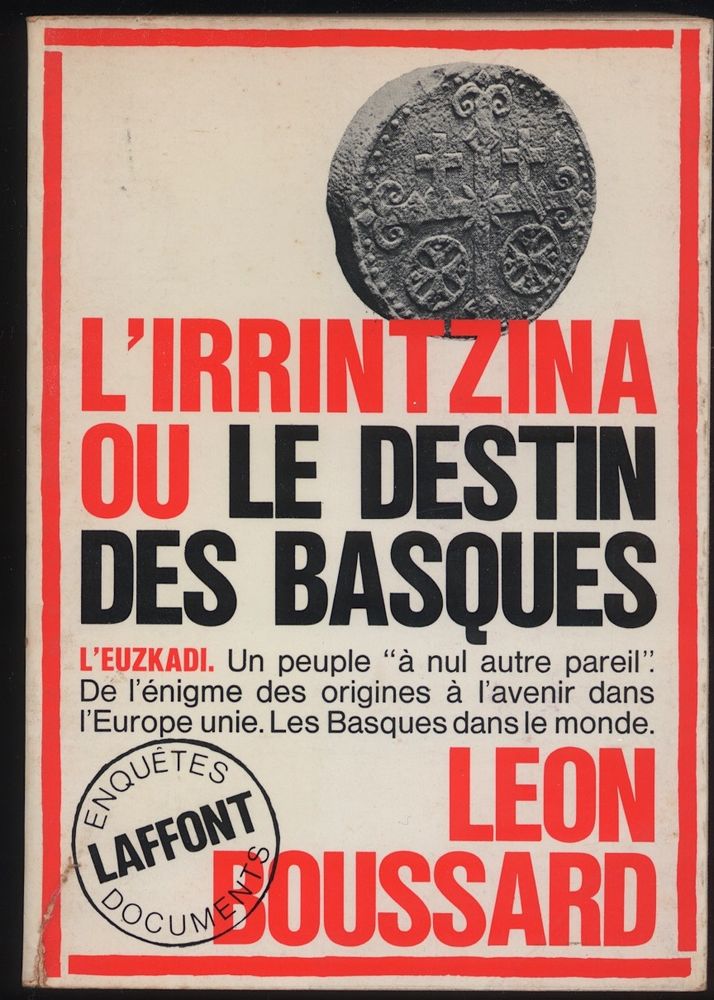 L'IRRINTZINA
OU LE DESTIN
DES BASQUES
L'EUZKADI. Un peuple "à nul autre pareil".
De l'énigme des origines à l'avenir dans
l'Europe unie. Les Basques dans le monde.
LEON
BOUSSARD
ENQUÊTES
LAFFONT
DOCUMENTS